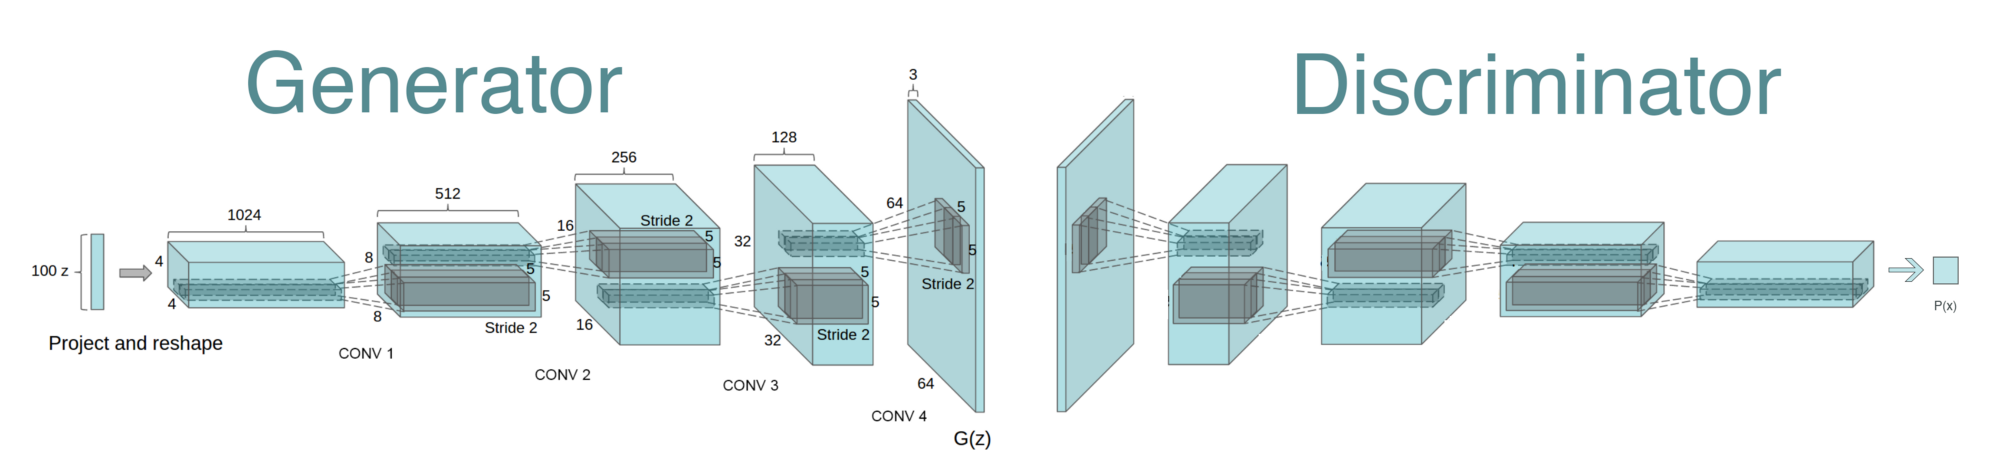 Generator
Discriminator
100 z
Project and reshape
1024
4
4
512
8
8
5
5
Stride 2
CONV 1
256
16
16
Stride 2
5
5
CONV 2
128
32
32
5
5
Stride 2
CONV 3
3
64
64
5
5
Stride 2
CONV 4
G(z)
P(x)